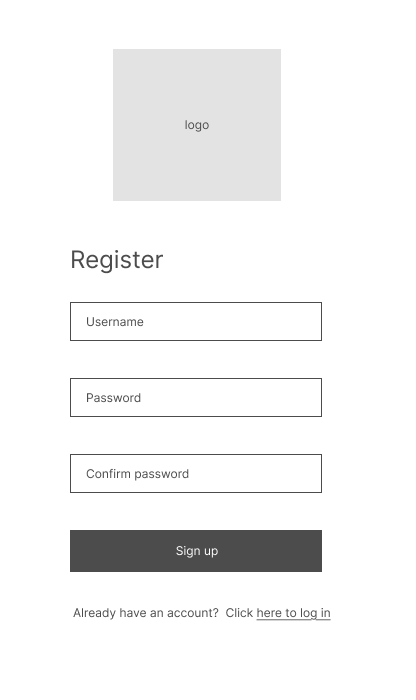 logo
Register
Username
Password
Confirm password
Sign up
Already have an account?  Click here to log in